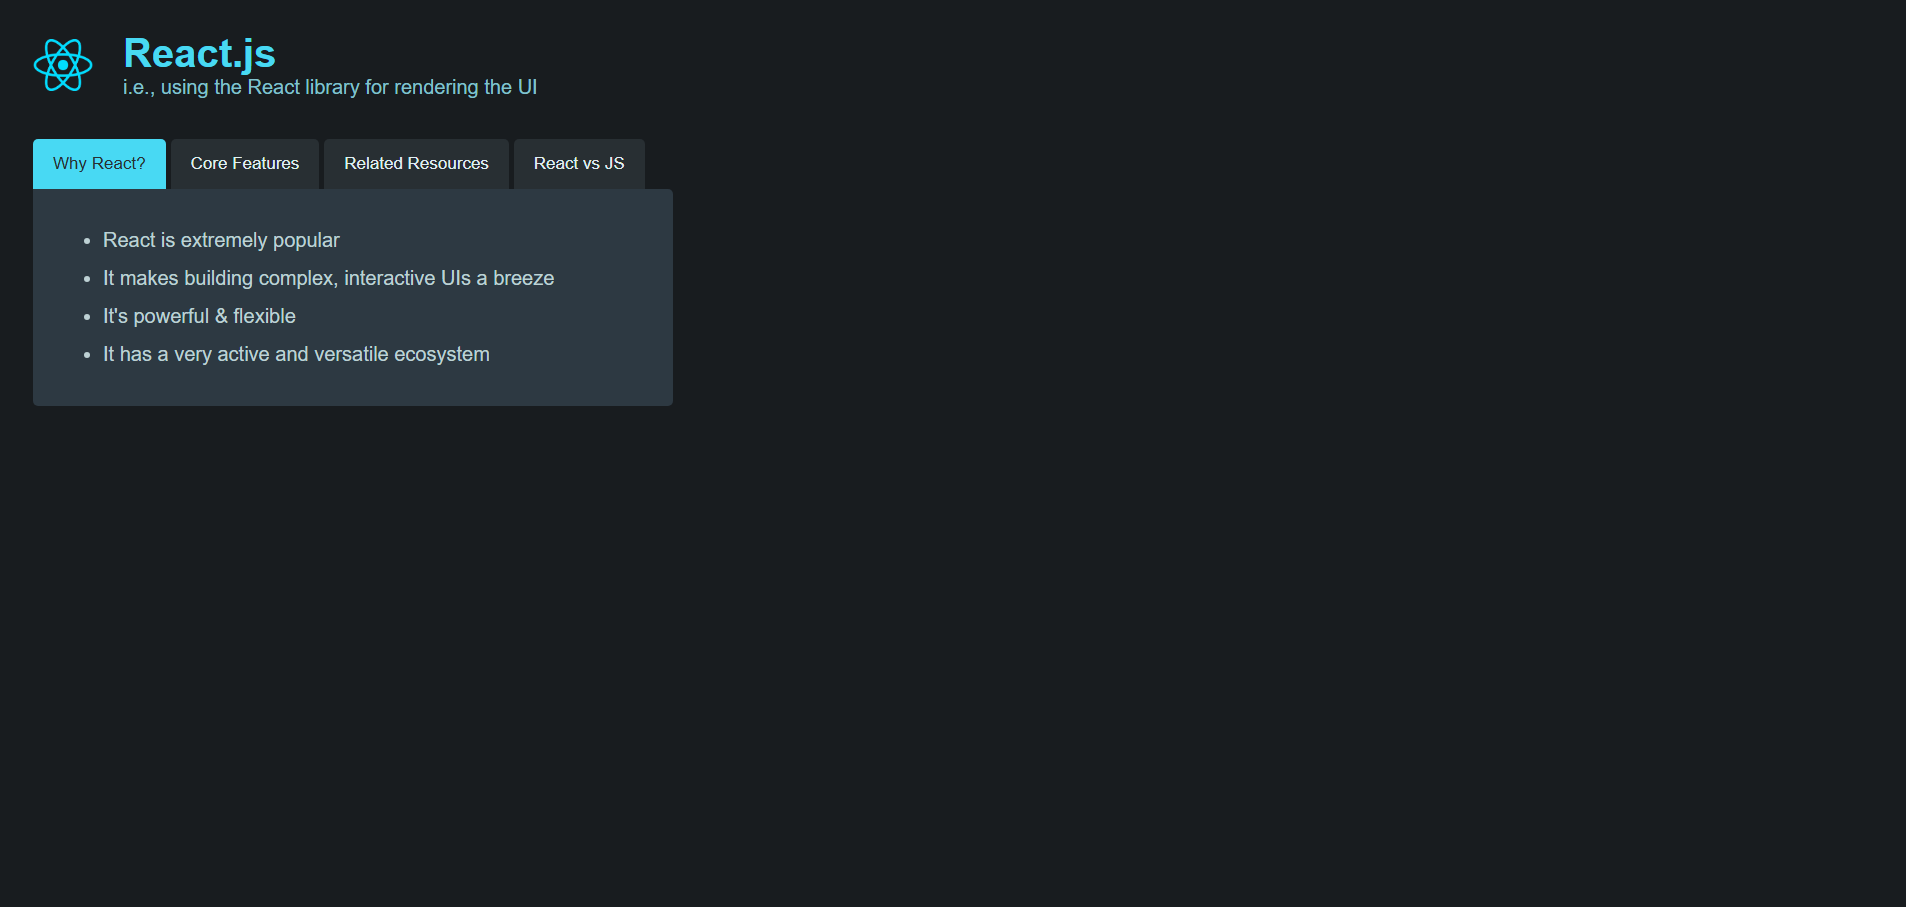 React.js
i.e., using the React library for rendering the UI
Why React? Core Features Related Resources React vs JS
React is extremely popular
It makes building complex, interactive UIs a breeze
It's powerful & flexible
It has a very active and versatile ecosystem